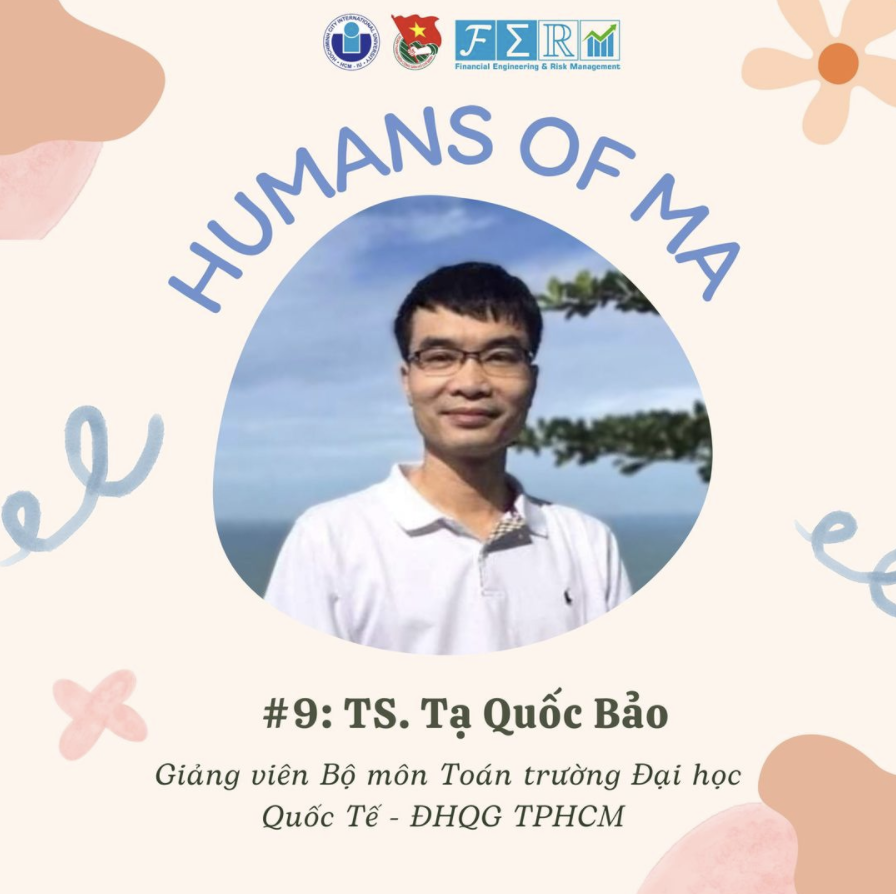 FΣRM
Financial Engineering & Risk Management
HUMANS OF MA
#9: TS. Tạ Quốc Bảo
Giảng viên Bộ môn Toán trường Đại học
Quốc Tế - ĐHQG TPHCM